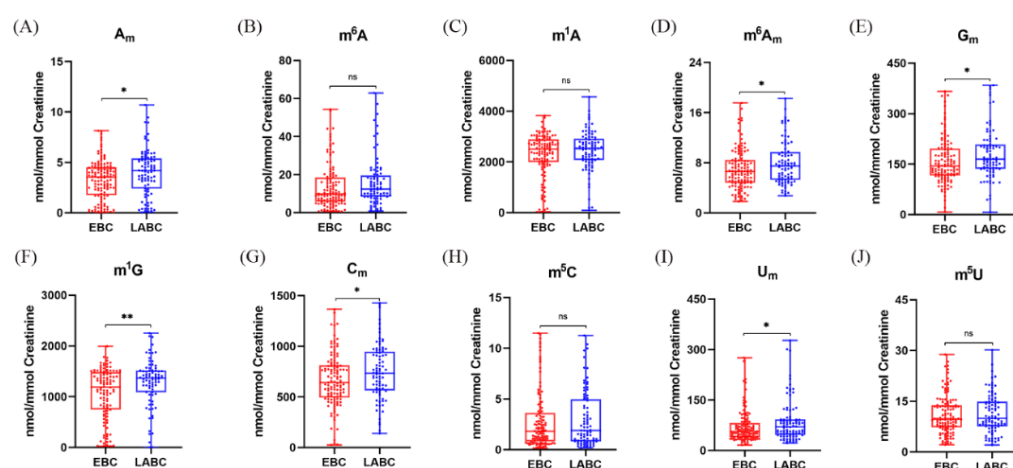 (A) Am
nmol/mmol Creatinine
15
10
5
0
*
EBC LABC
(B) m⁶A
nmol/mmol Creatinine
80
60
40
20
0
ns
EBC LABC
(C) m¹A
nmol/mmol Creatinine
6000
4000
2000
0
ns
EBC LABC
(D) m⁶Am
nmol/mmol Creatinine
24
16
8
0
*
EBC LABC
(E) Gm
nmol/mmol Creatinine
450
300
150
0
*
EBC LABC
(F) m¹G
nmol/mmol Creatinine
3000
2000
1000
0
**
EBC LABC
(G) Cm
nmol/mmol Creatinine
1500
1000
500
0
*
EBC LABC
(H) m⁵C
nmol/mmol Creatinine
15
10
5
0
ns
EBC LABC
(I) Um
nmol/mmol Creatinine
400
300
200
100
0
*
EBC LABC
(J) m⁵U
nmol/mmol Creatinine
45
30
15
0
ns
EBC LABC